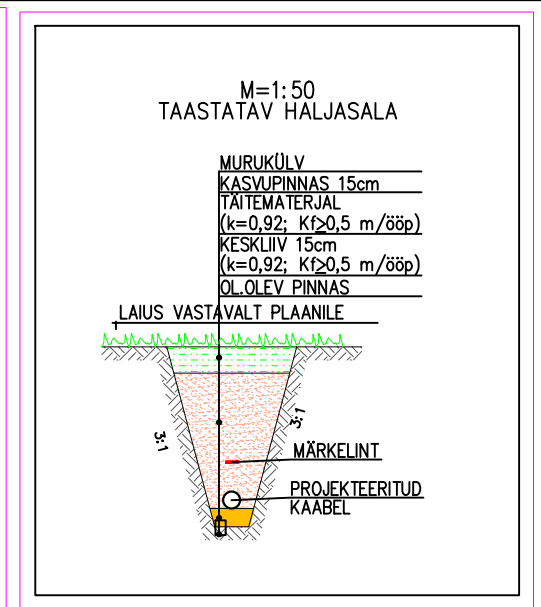 M=1:50
TAASTATAV HALJASALA
MURUKÜLV
KASVUPINNAS 15cm
TÄITEMATERJAL
(k=0,92; Kf≥0,5 m/ööp)
KESKLIIV 15cm
(k=0,92; Kf≥0,5 m/ööp)
OL.OLEV PINNAS
LAIUS VASTAVALT PLAANILE
3:1
3:1
MÄRKELINT
PROJEKTEERITUD
KAABEL